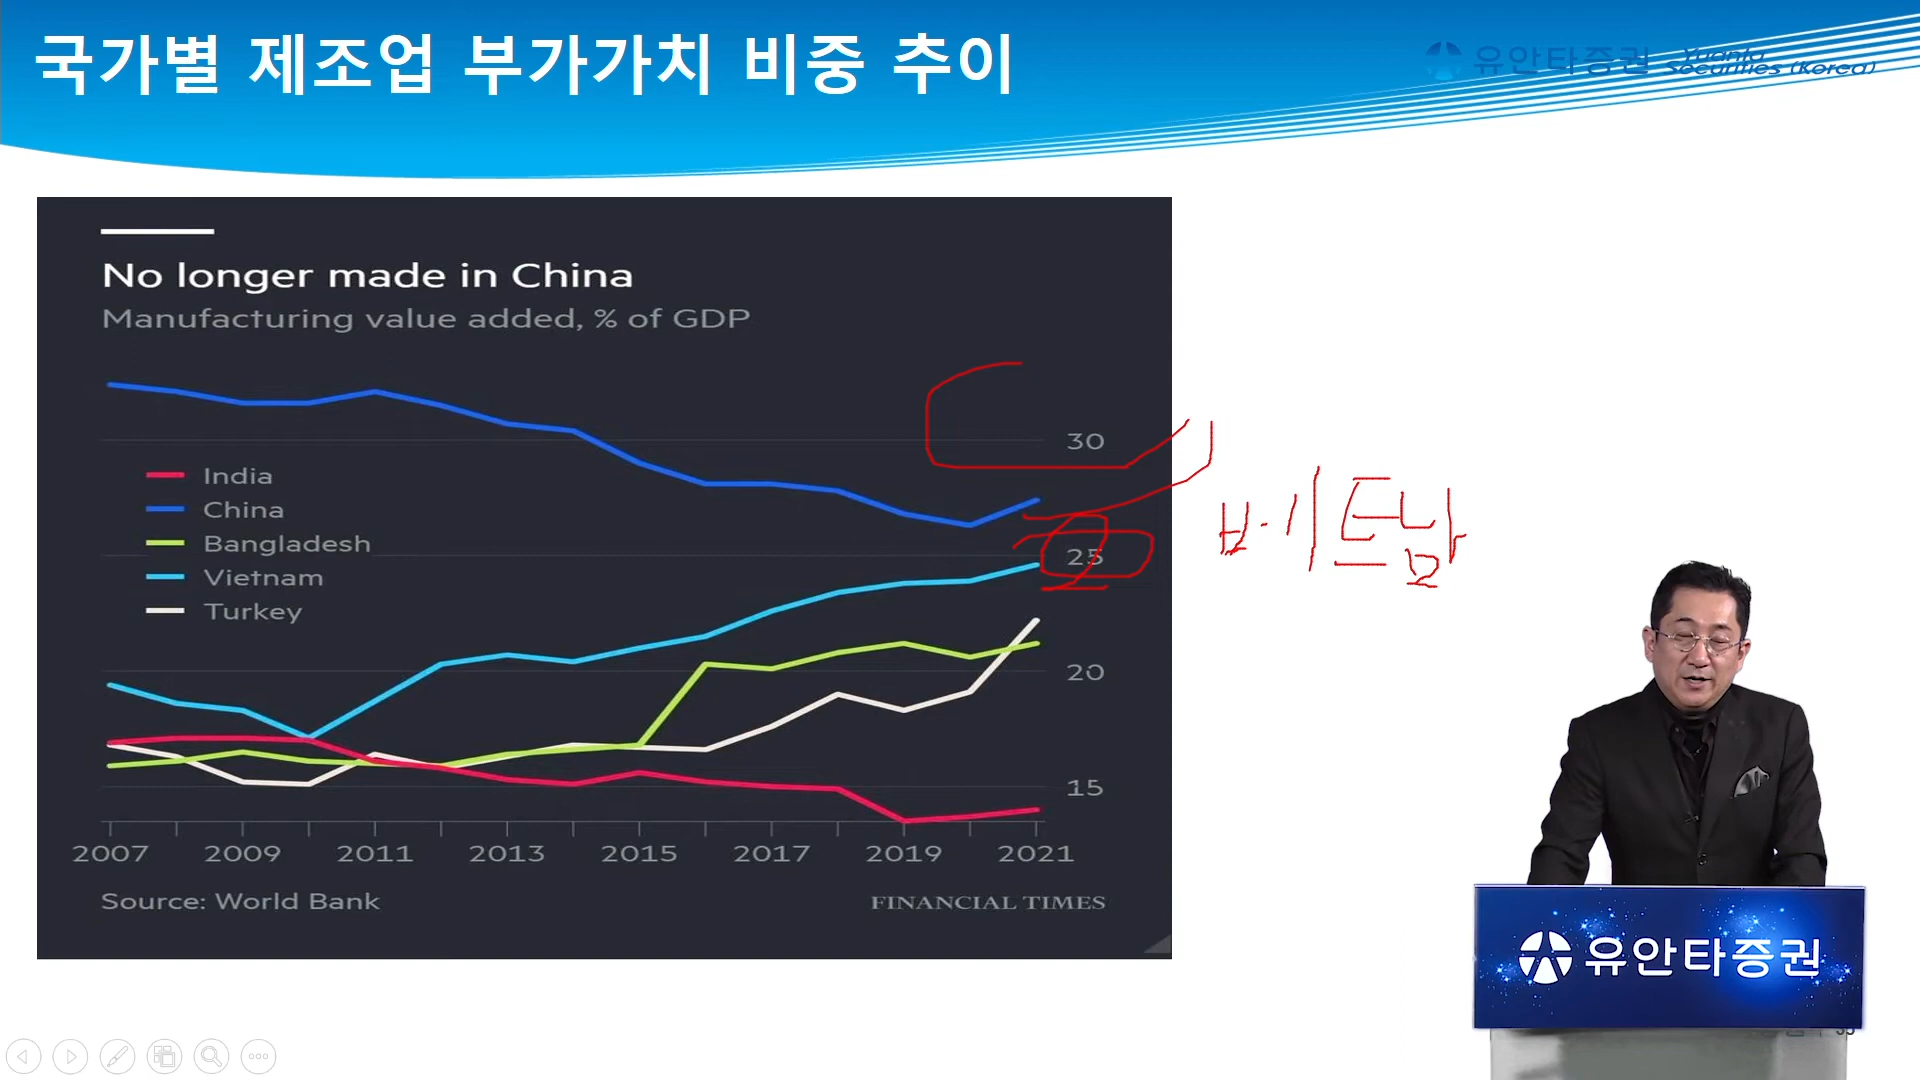 국가별 제조업 부가가치 비중 추이
유안타증권 Yuanta Securities (Korea)
No longer made in China
Manufacturing value added, % of GDP
30
India
China
베트남
25
Bangladesh
Vietnam
Turkey
20
15
2007 2009 2011 2013 2015 2017 2019 2021
Source: World Bank
FINANCIAL TIMES
유안타증권